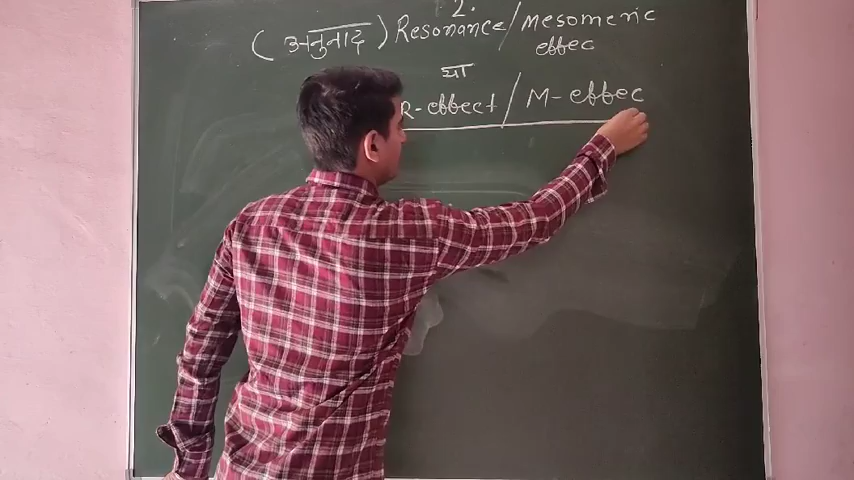 2.
(अनुनाद) Resonance/Mesomeric
effec
या
R-effect / M-effec